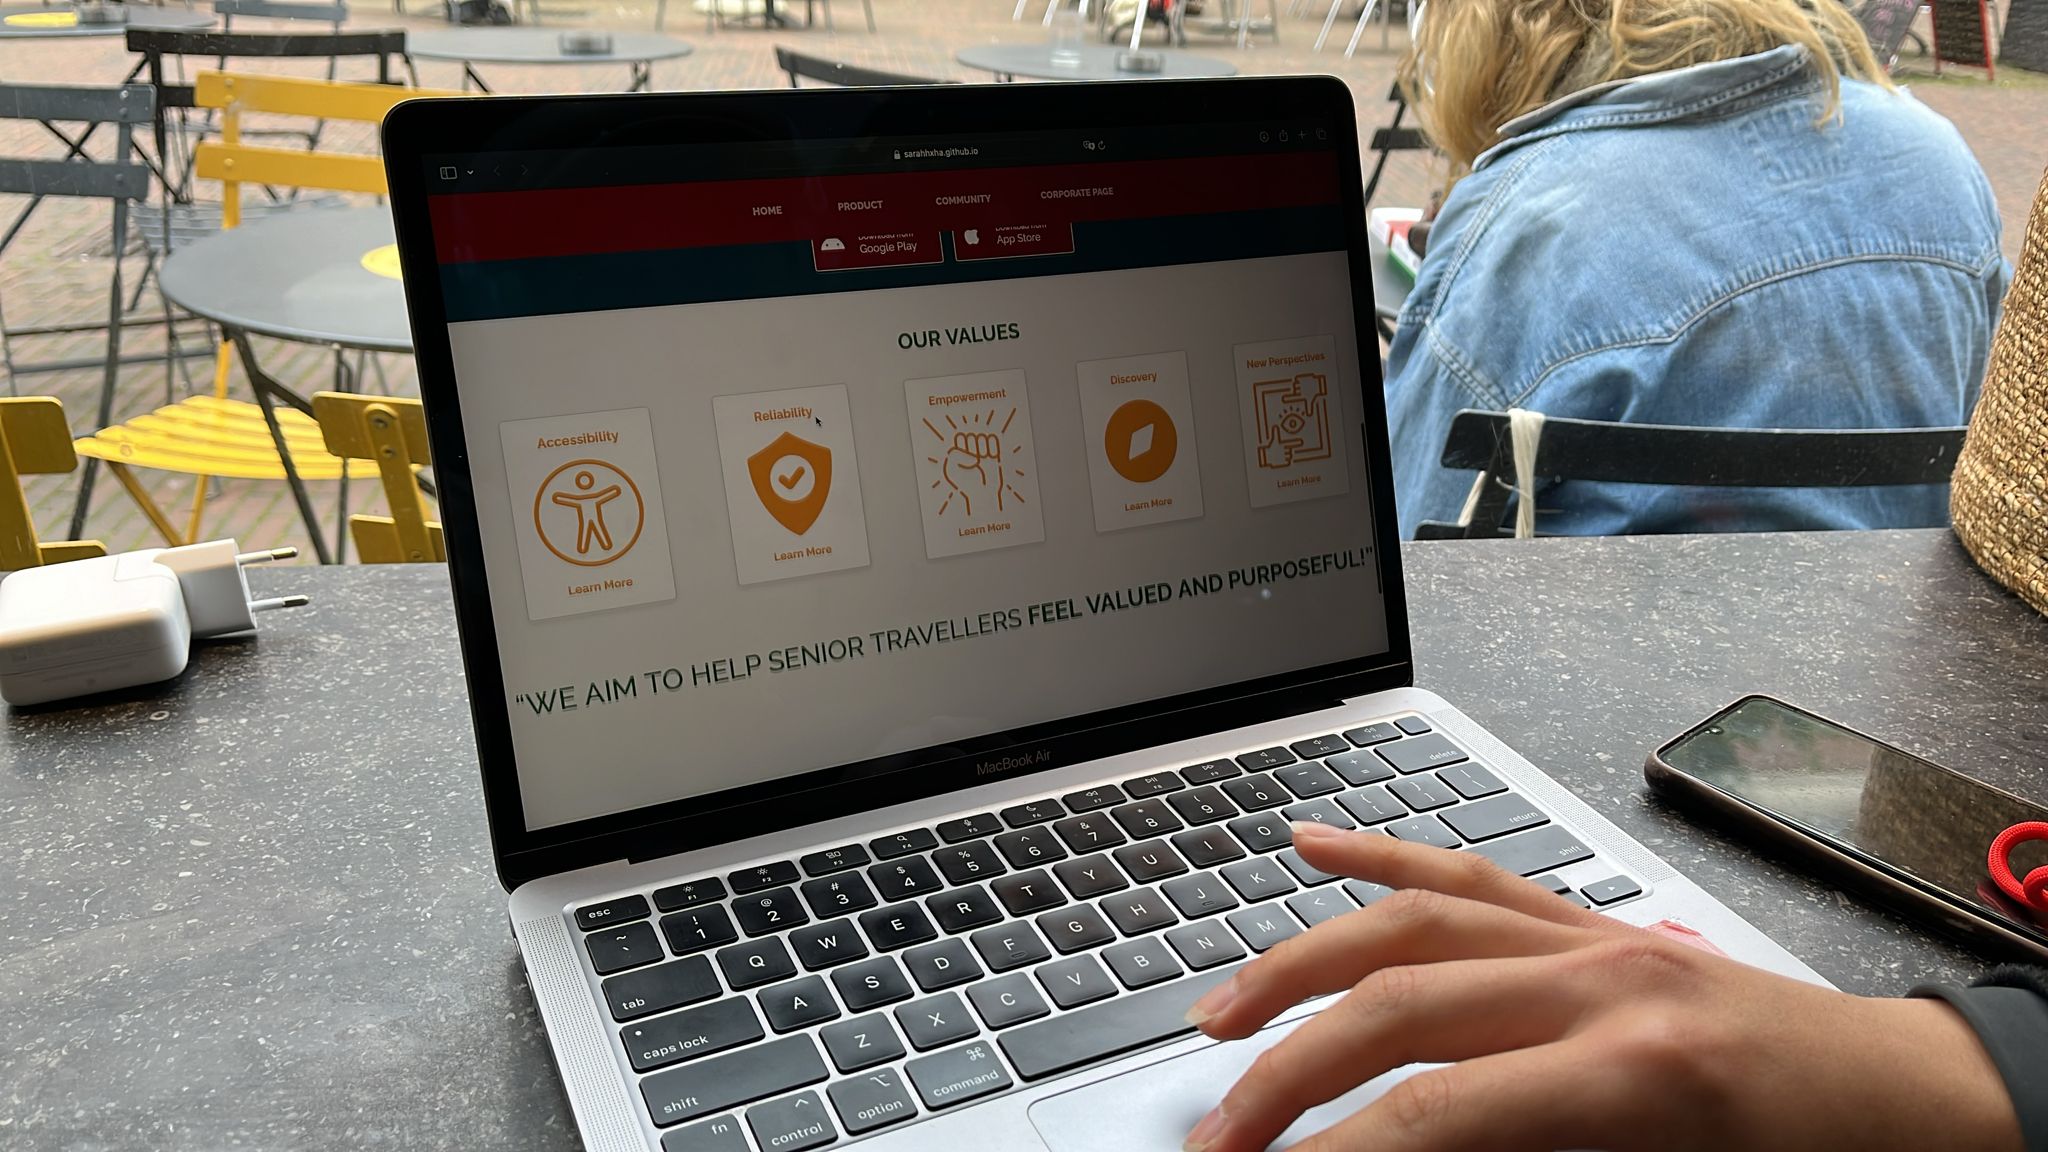 sarahhxha.github.io
HOME PRODUCT COMMUNITY CORPORATE PAGE
Download from
Google Play
Download from
App Store
OUR VALUES
Accessibility
Learn More
Reliability
Learn More
Empowerment
Learn More
Discovery
Learn More
New Perspectives
Learn More
“WE AIM TO HELP SENIOR TRAVELLERS FEEL VALUED AND PURPOSEFUL!”
MacBook Air
esc F1 F2 F3 F4 F5 F6 F7 F8 F9 F10 F11 F12
~ ` ! 1 @ 2 # 3 $ 4 % 5 ^ 6 & 7 * 8 ( 9 ) 0 _ - + = delete
tab Q W E R T Y U I O P { [ } ] | \
caps lock A S D F G H J K " ' return
shift Z X C V B N M < > shift
fn ^ control ⌥ option ⌘ command